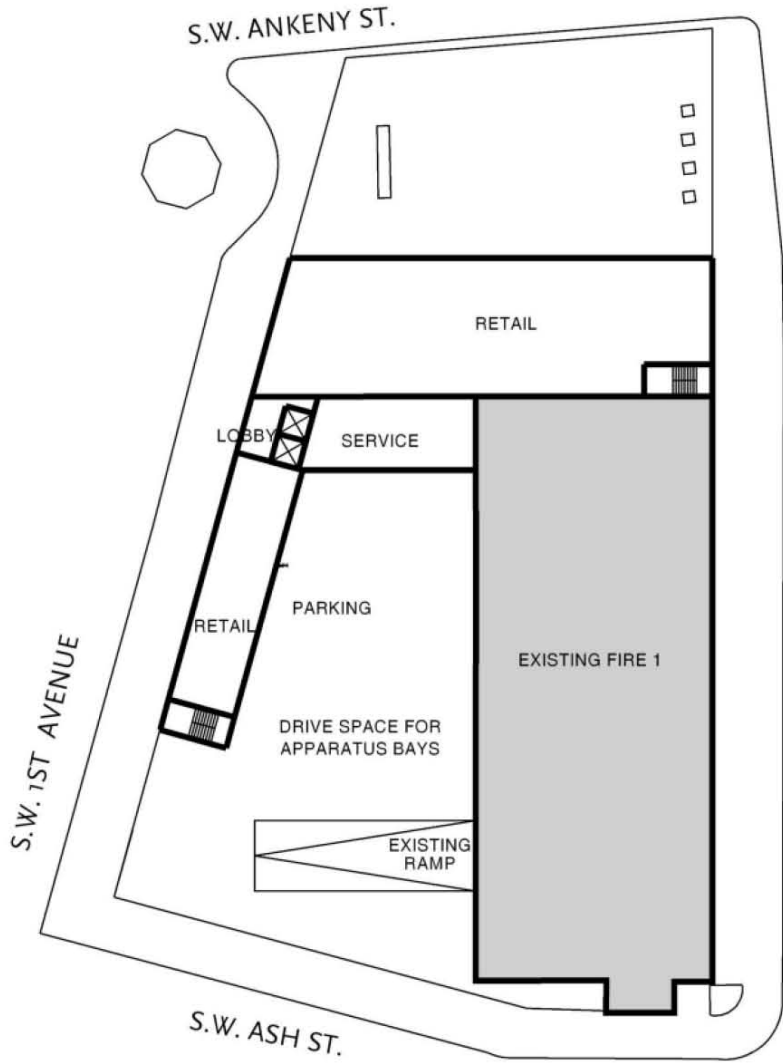 S.W. ANKENY ST.
RETAIL
LOBBY
SERVICE
PARKING
RETAIL
EXISTING FIRE 1
S.W. 1ST AVENUE
DRIVE SPACE FOR
APPARATUS BAYS
EXISTING
RAMP
S.W. ASH ST.